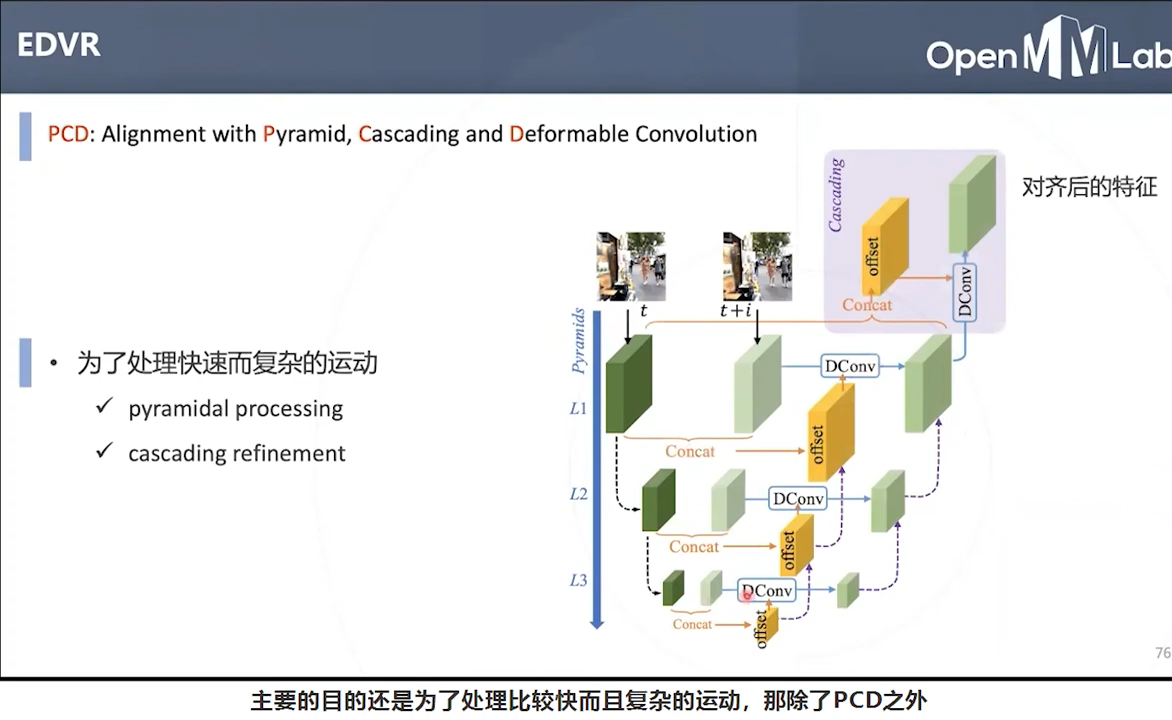 EDVR
OpenMMLab
PCD: Alignment with Pyramid, Cascading and Deformable Convolution
对齐后的特征
Cascading
offset
Concat
DConv
t
t+i
Pyramids
L1
DConv
offset
Concat
为了处理快速而复杂的运动
✓ pyramidal processing
✓ cascading refinement
L2
DConv
offset
Concat
L3
DConv
offset
Concat
76
主要的目的还是为了处理比较快而且复杂的运动，那除了PCD之外